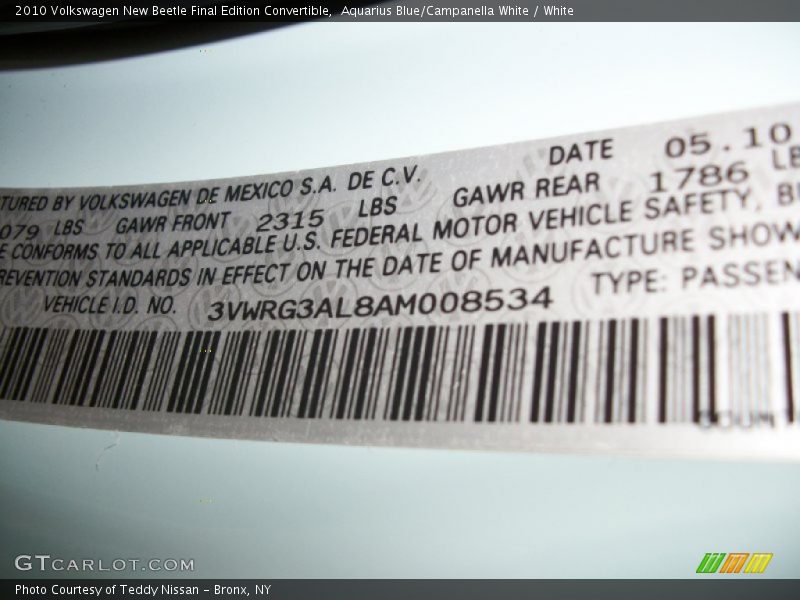 2010 Volkswagen New Beetle Final Edition Convertible,  Aquarius Blue/Campanella White / White
DATE 05.10
TURED BY VOLKSWAGEN DE MEXICO S.A. DE C.V.
079 LBS GAWR FRONT 2315 LBS GAWR REAR 1786 LB
E CONFORMS TO ALL APPLICABLE U.S. FEDERAL MOTOR VEHICLE SAFETY,
REVENTION STANDARDS IN EFFECT ON THE DATE OF MANUFACTURE SHOW
VEHICLE I.D. NO. 3VWRG3AL8AM008534 TYPE: PASSEN
GTCARLOT.COM
Photo Courtesy of Teddy Nissan – Bronx, NY